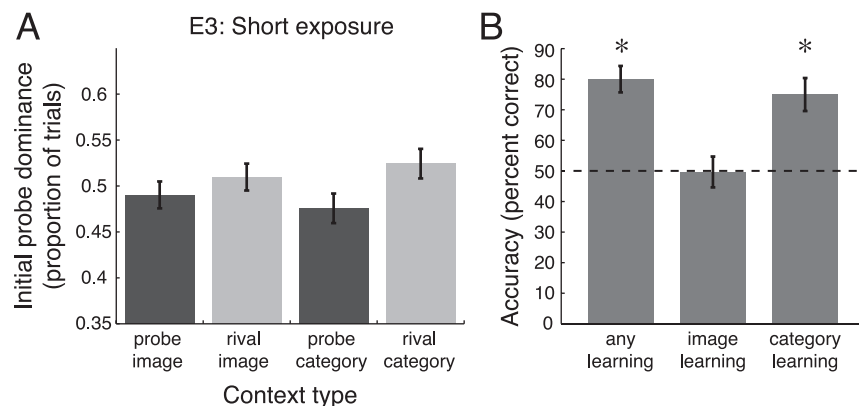 A
E3: Short exposure
Initial probe dominance
(proportion of trials)
0.6
0.55
0.5
0.45
0.4
0.35
probe
image
rival
image
probe
category
rival
category
Context type
B
Accuracy (percent correct)
90
80
70
60
50
40
30
20
10
0
*
*
any
learning
image
learning
category
learning